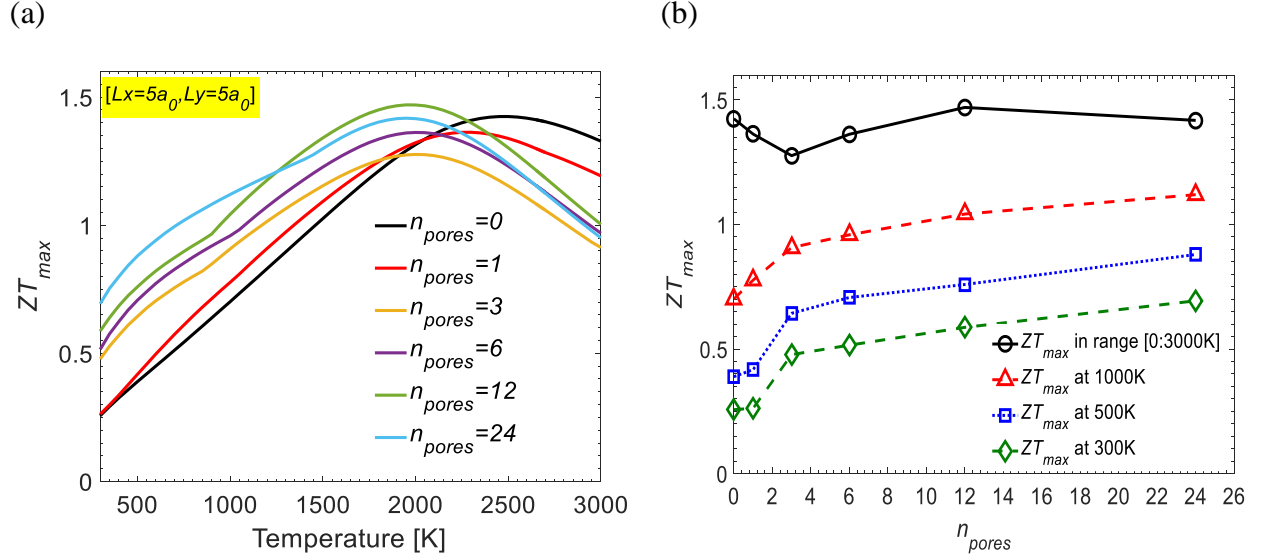 (a)
[Lx=5a0,Ly=5a0]
ZTmax
1.5
1
0.5
0
500
1000
1500
2000
2500
3000
Temperature [K]
npores=0
npores=1
npores=3
npores=6
npores=12
npores=24
(b)
ZTmax
1.5
1
0.5
0
0 2 4 6 8 10 12 14 16 18 20 22 24 26
npores
ZTmax in range [0:3000K]
ZTmax at 1000K
ZTmax at 500K
ZTmax at 300K